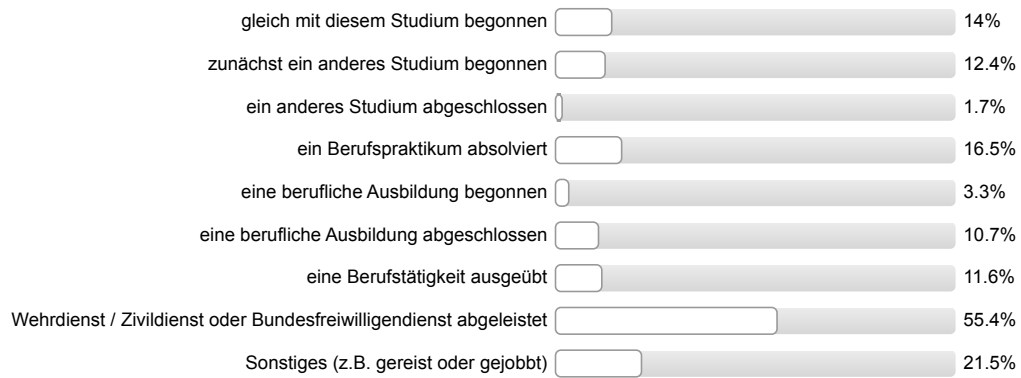 gleich mit diesem Studium begonnen 14%
zunächst ein anderes Studium begonnen 12.4%
ein anderes Studium abgeschlossen 1.7%
ein Berufspraktikum absolviert 16.5%
eine berufliche Ausbildung begonnen 3.3%
eine berufliche Ausbildung abgeschlossen 10.7%
eine Berufstätigkeit ausgeübt 11.6%
Wehrdienst / Zivildienst oder Bundesfreiwilligendienst abgeleistet 55.4%
Sonstiges (z.B. gereist oder gejobbt) 21.5%